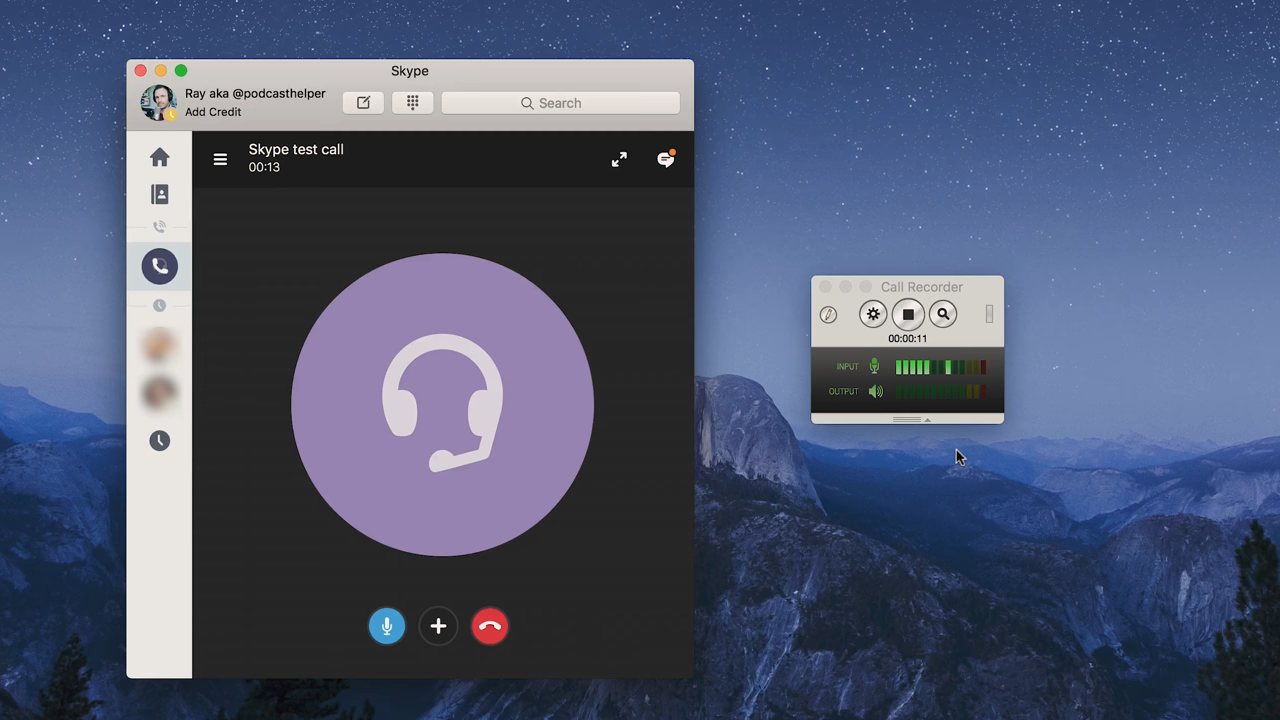 Skype
Ray aka @podcasthelper
Add Credit
Search
Skype test call
00:13
Call Recorder
00:00:11
INPUT
OUTPUT